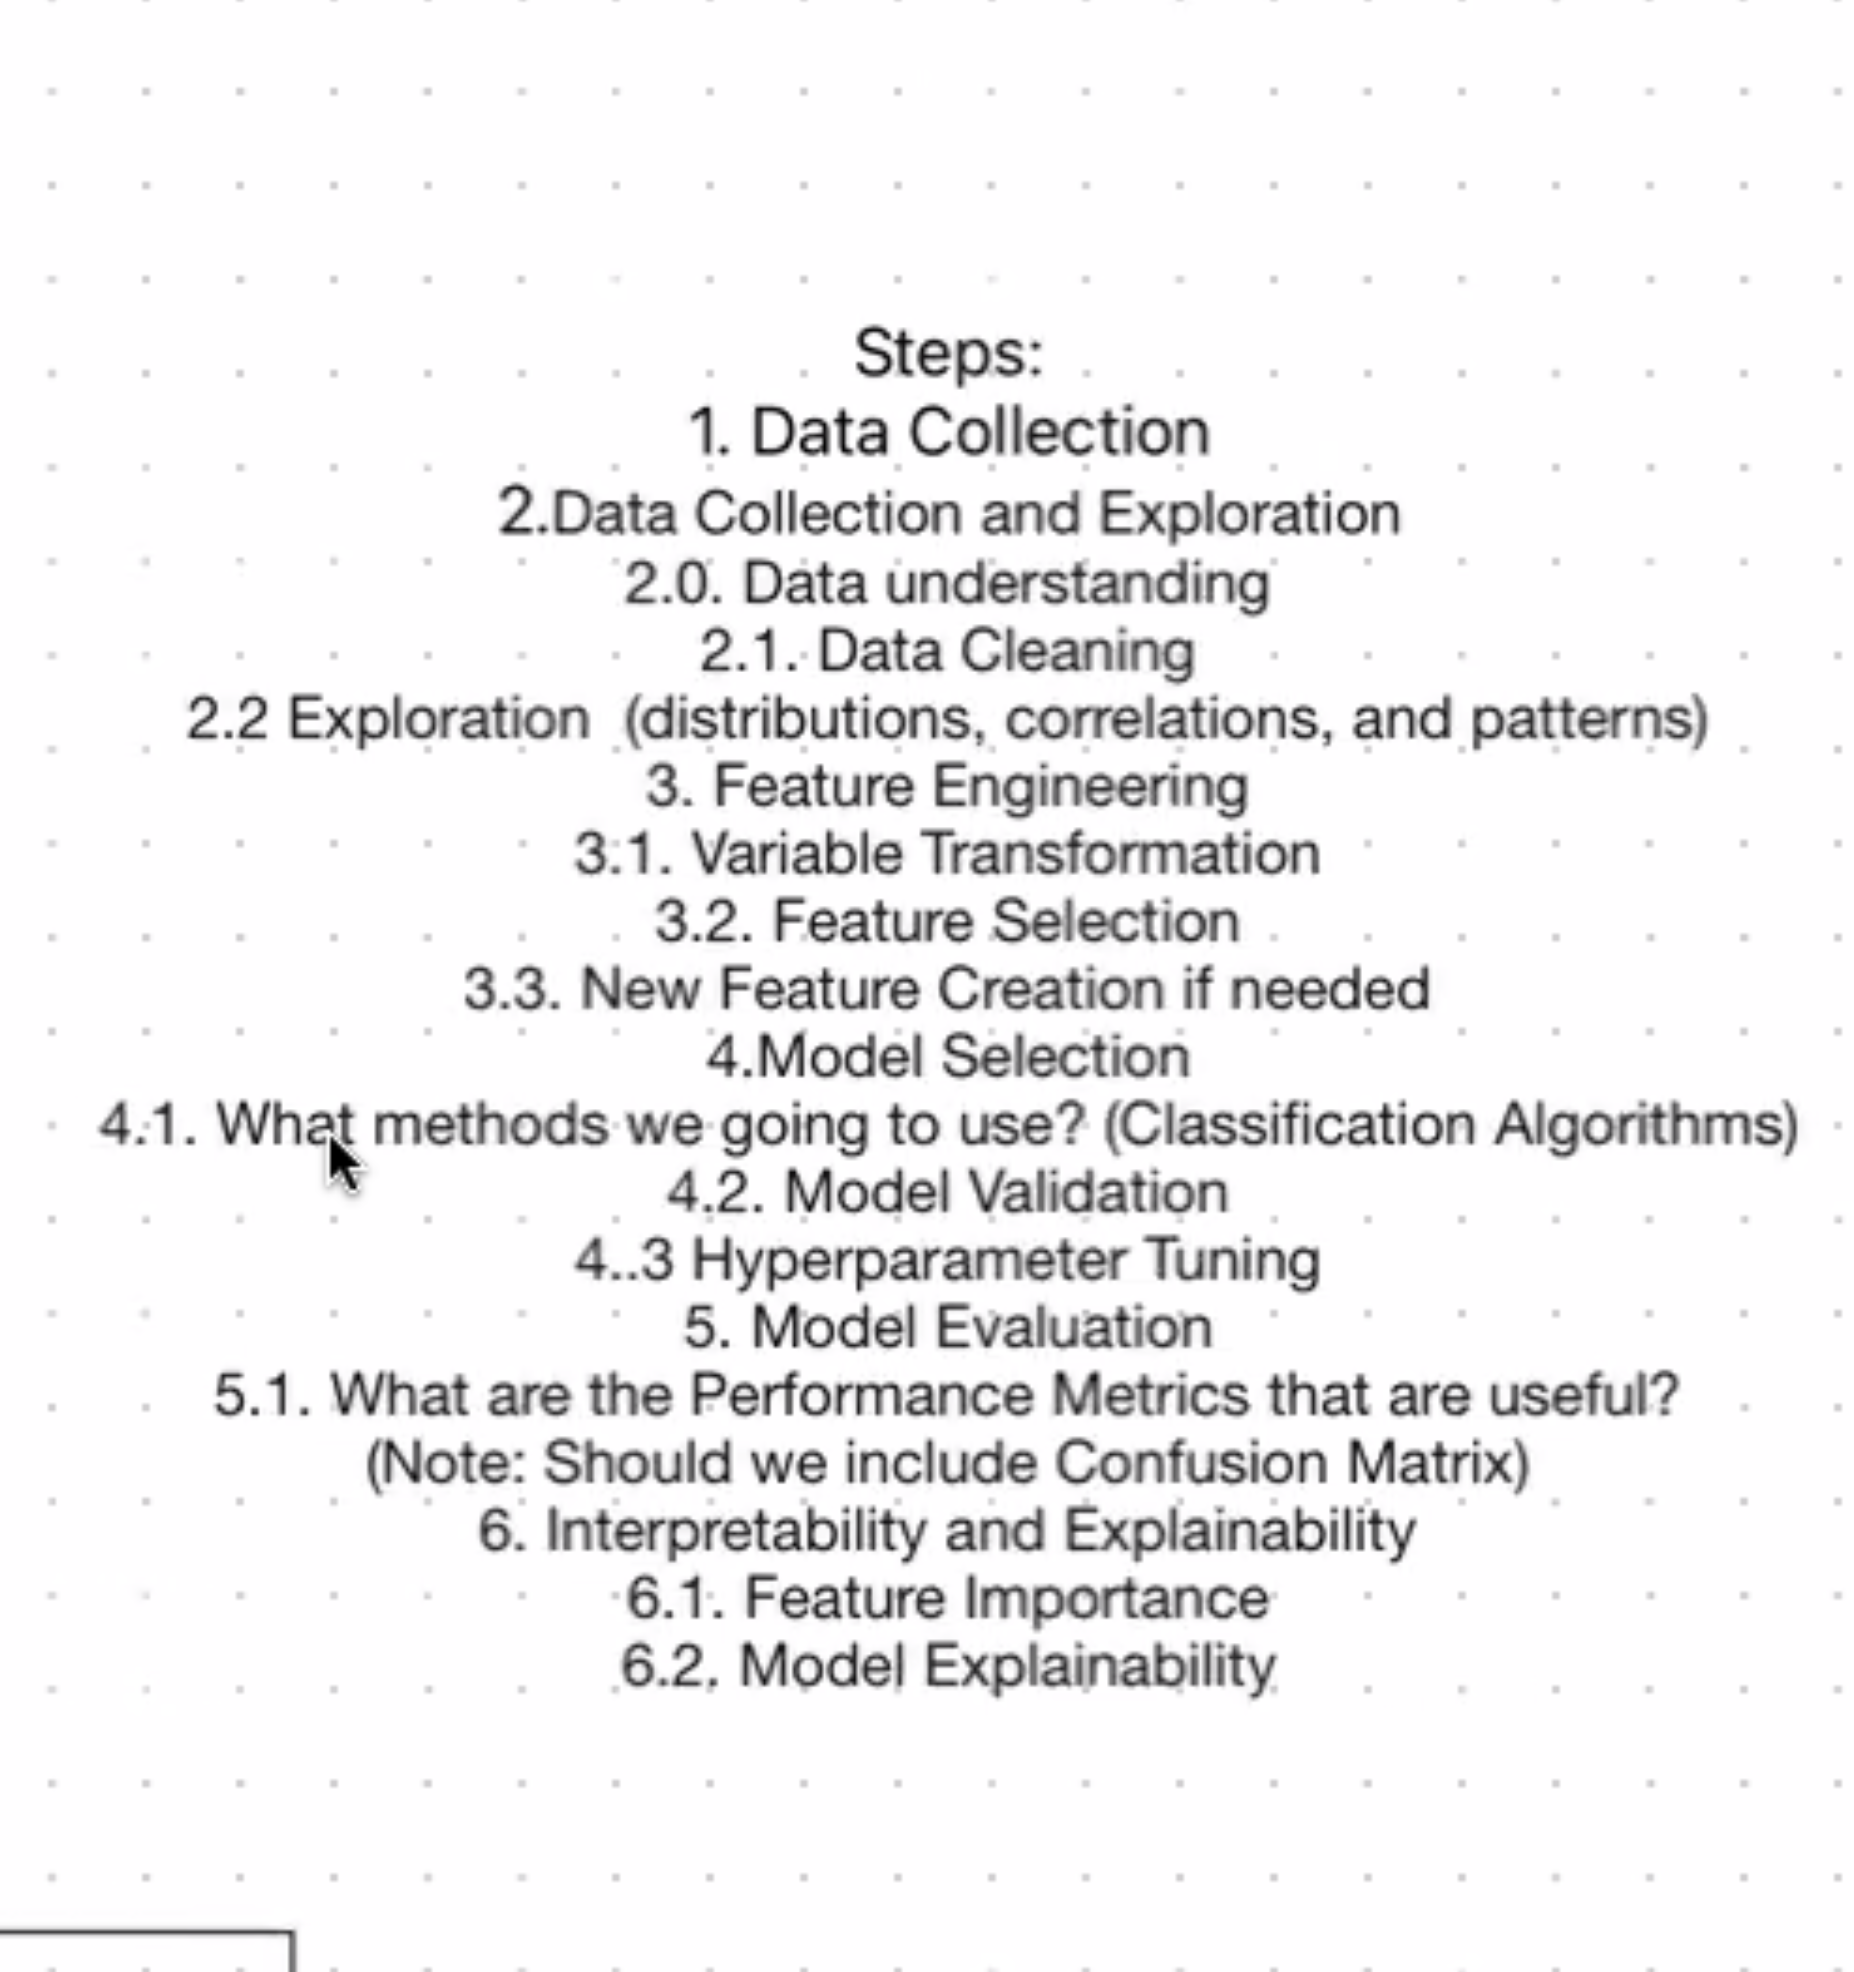 Steps:
1. Data Collection
2.Data Collection and Exploration
2.0. Data understanding
2.1. Data Cleaning
2.2 Exploration  (distributions, correlations, and patterns)
3. Feature Engineering
3.1. Variable Transformation
3.2. Feature Selection
3.3. New Feature Creation if needed
4.Model Selection
4.1. What methods we going to use? (Classification Algorithms)
4.2. Model Validation
4..3 Hyperparameter Tuning
5. Model Evaluation
5.1. What are the Performance Metrics that are useful?
(Note: Should we include Confusion Matrix)
6. Interpretability and Explainability
6.1. Feature Importance
6.2. Model Explainability